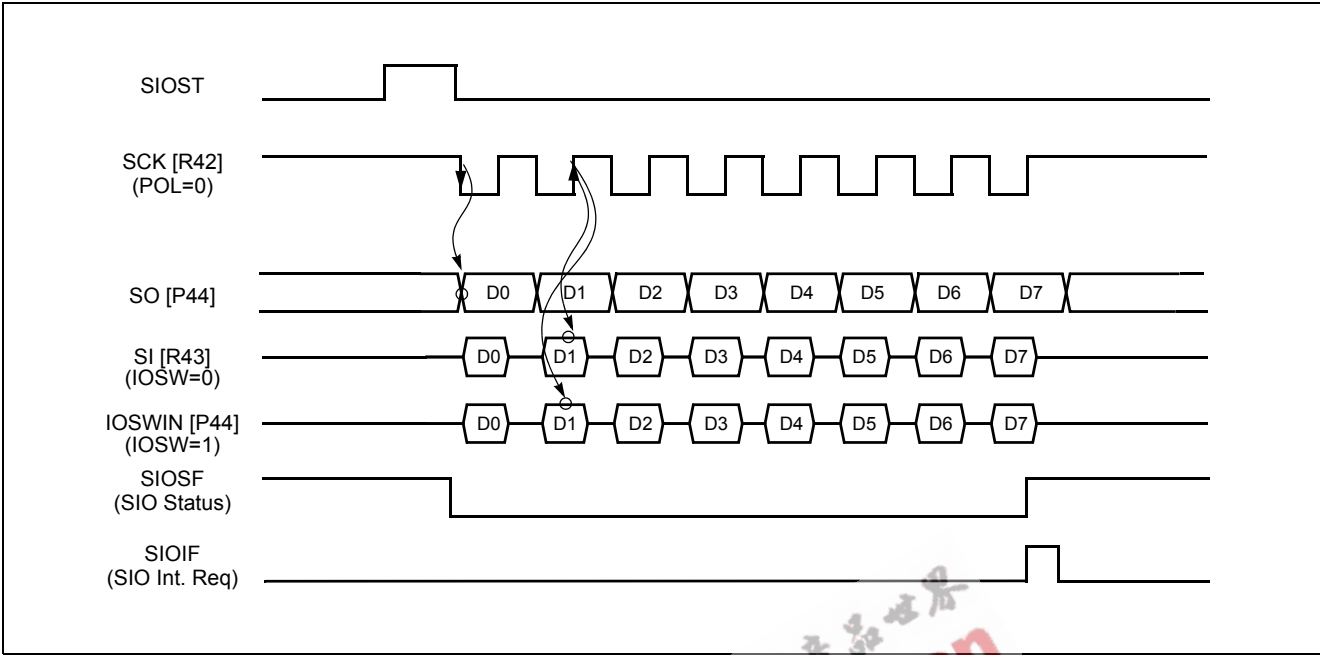 SIOST
SCK [R42]
(POL=0)
SO [P44]
D0 D1 D2 D3 D4 D5 D6 D7
SI [R43]
(IOSW=0)
D0 D1 D2 D3 D4 D5 D6 D7
IOSWIN [P44]
(IOSW=1)
D0 D1 D2 D3 D4 D5 D6 D7
SIOSF
(SIO Status)
SIOIF
(SIO Int. Req)